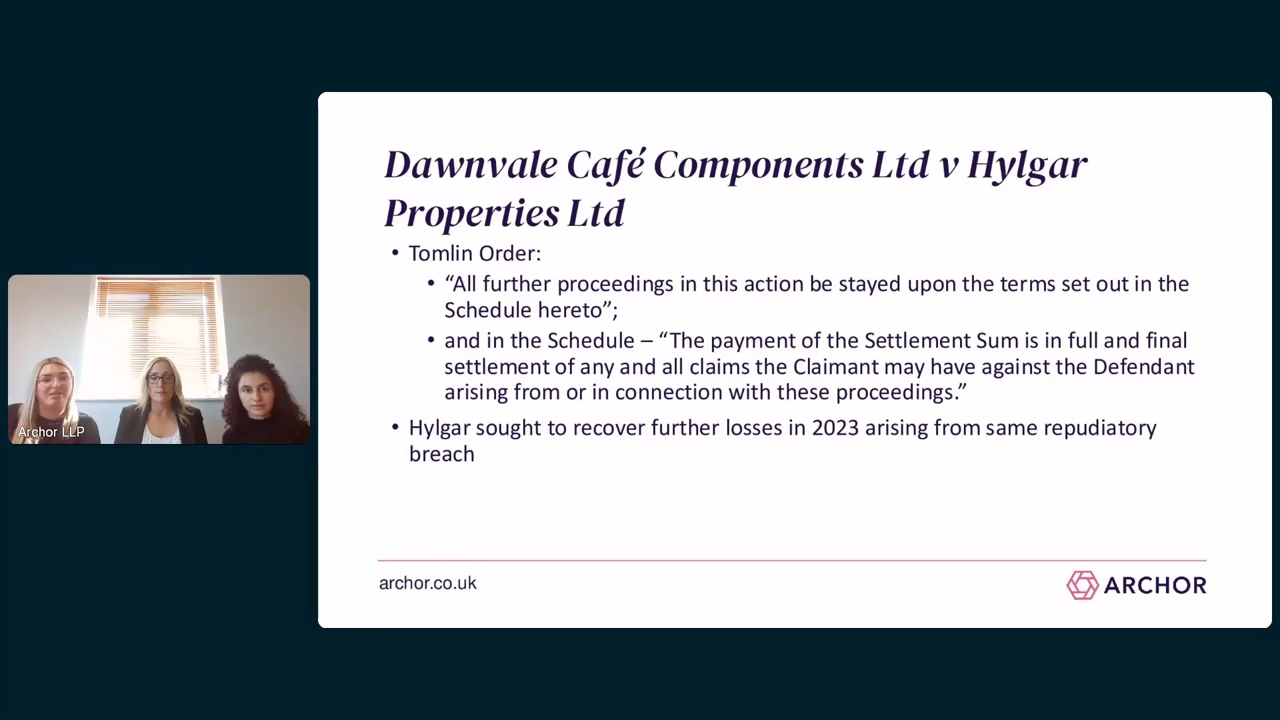 Dawnvale Café Components Ltd v Hylgar
Properties Ltd
• Tomlin Order:
• “All further proceedings in this action be stayed upon the terms set out in the
Schedule hereto”;
• and in the Schedule – “The payment of the Settlement Sum is in full and final
settlement of any and all claims the Claimant may have against the Defendant
arising from or in connection with these proceedings.”
• Hylgar sought to recover further losses in 2023 arising from same repudiatory
breach
Archor LLP
archor.co.uk
ARCHOR